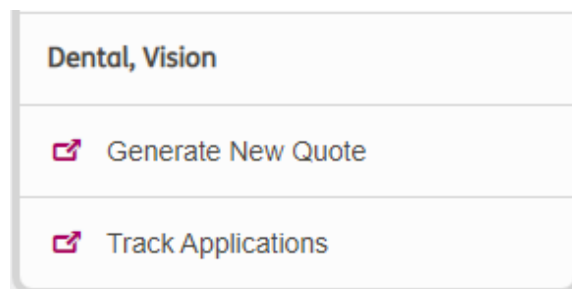 Dental, Vision
Generate New Quote
Track Applications